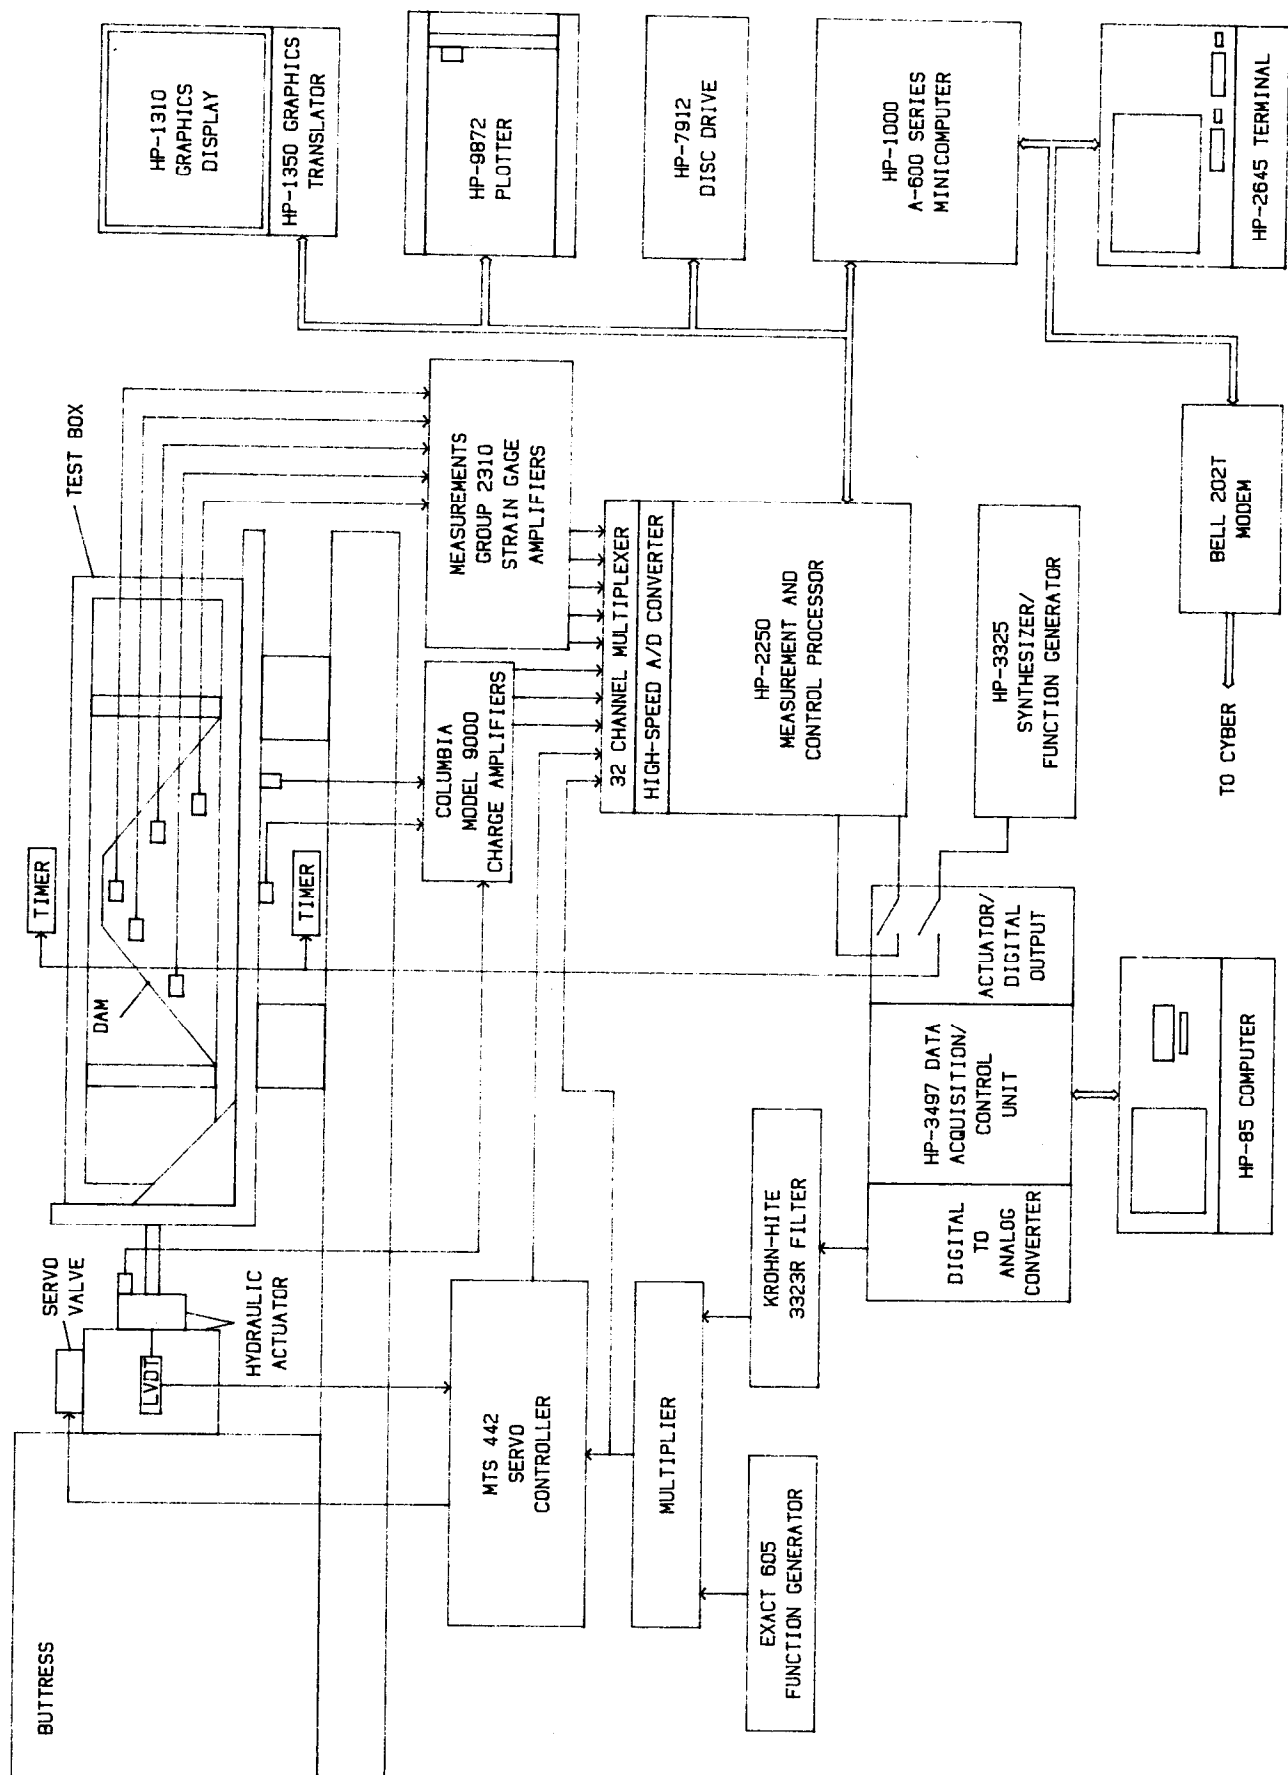 BUTTRESS
SERVO
VALVE
LVDT
HYDRAULIC
ACTUATOR
DAM
TIMER
TIMER
TEST BOX
HP-1310
GRAPHICS
DISPLAY
HP-1350 GRAPHICS
TRANSLATOR
HP-9872
PLOTTER
HP-7912
DISC DRIVE
HP-1000
A-600 SERIES
MINICOMPUTER
HP-2645 TERMINAL
MTS 442
SERVO
CONTROLLER
COLUMBIA
MODEL 9000
CHARGE AMPLIFIERS
MEASUREMENTS
GROUP 2310
STRAIN GAGE
AMPLIFIERS
32 CHANNEL MULTIPLEXER
HIGH-SPEED A/D CONVERTER
HP-2250
MEASUREMENT AND
CONTROL PROCESSOR
MULTIPLIER
EXACT 605
FUNCTION GENERATOR
KROHN-HITE
3323R FILTER
DIGITAL
TO
ANALOG
CONVERTER
HP-3497 DATA
ACQUISITION/
CONTROL
UNIT
ACTUATOR/
DIGITAL
OUTPUT
HP-3325
SYNTHESIZER/
FUNCTION GENERATOR
HP-85 COMPUTER
TO CYBER
BELL 202T
MODEM